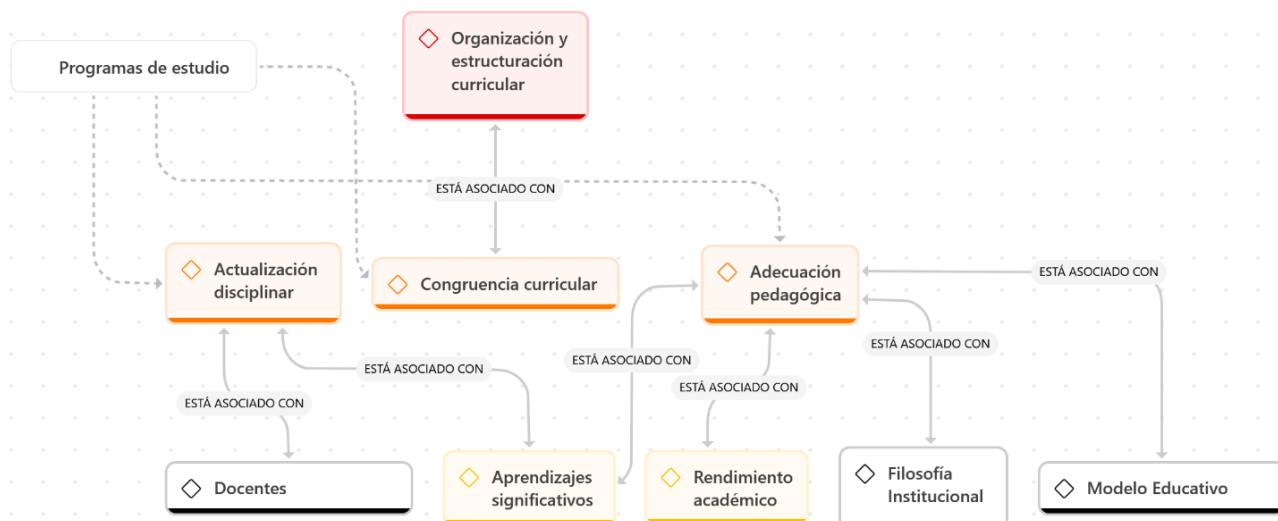 Organización y
estructuración
curricular
Programas de estudio
ESTÁ ASOCIADO CON
Actualización
disciplinar
Congruencia curricular
Adecuación
pedagógica
ESTÁ ASOCIADO CON
ESTÁ ASOCIADO CON
ESTÁ ASOCIADO CON
ESTÁ ASOCIADO CON
ESTÁ ASOCIADO CON
ESTÁ ASOCIADO CON
Docentes
Aprendizajes
significativos
Rendimiento
académico
Filosofía
Institucional
Modelo Educativo